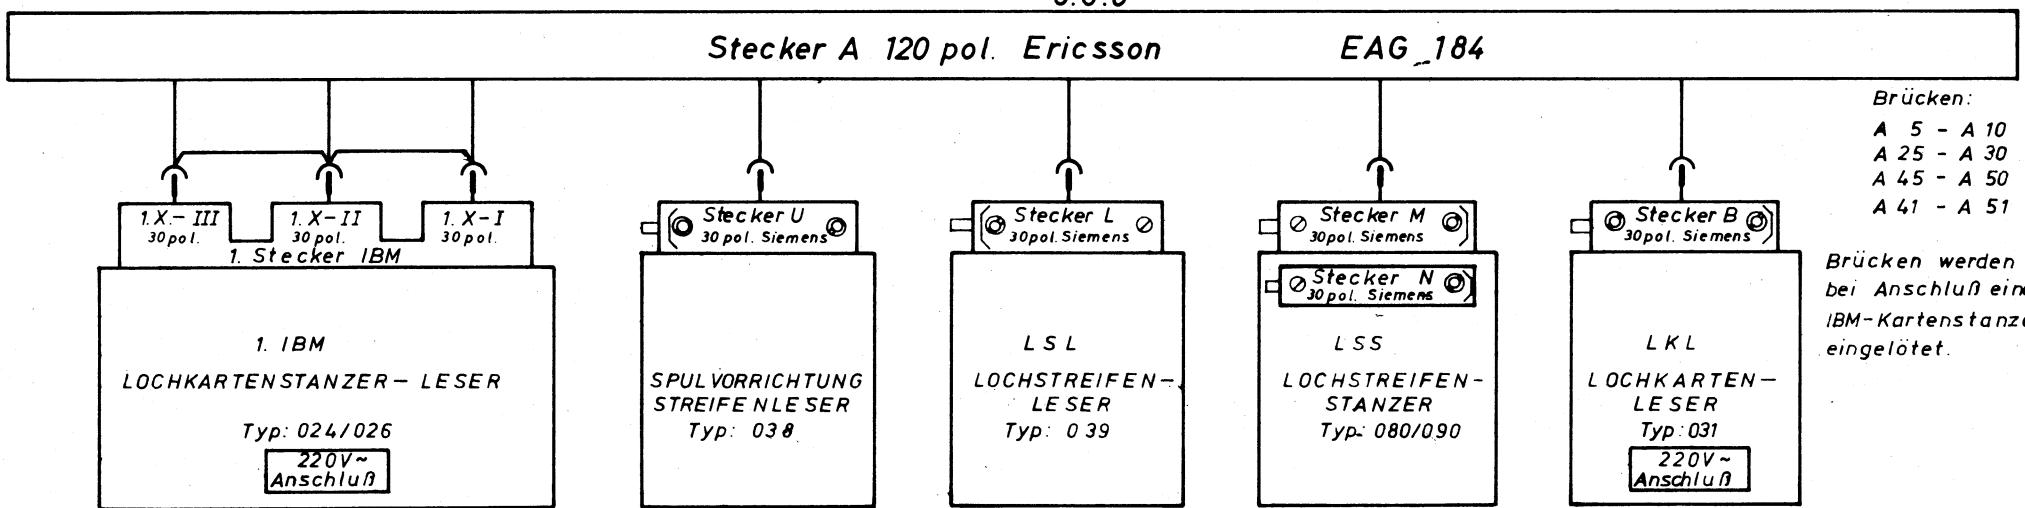 Stecker A 120 pol. Ericsson EAG 184
Brücken:
A 5 - A 10
A 25 - A 30
A 45 - A 50
A 41 - A 51
Brücken werden
bei Anschluß
IBM-Kartenstanze
eingelötet.
1.X.-III
30 pol.
1.X-II
30 pol.
1.X-I
30 pol.
1. Stecker IBM
1. IBM
LOCHKARTENSTANZER-LESER
Typ: 024/026
220V~
Anschluß
Stecker U
30 pol. Siemens
SPULVORRICHTUNG
STREIFENLESER
Typ: 038
Stecker L
30 pol. Siemens
LSL
LOCHSTREIFEN-
LESER
Typ: 039
Stecker M
30 pol. Siemens
Stecker N
30 pol. Siemens
LSS
LOCHSTREIFEN-
STANZER
Typ: 080/090
Stecker B
30 pol. Siemens
LKL
LOCHKARTEN-
LESER
Typ: 031
220V~
Anschluß